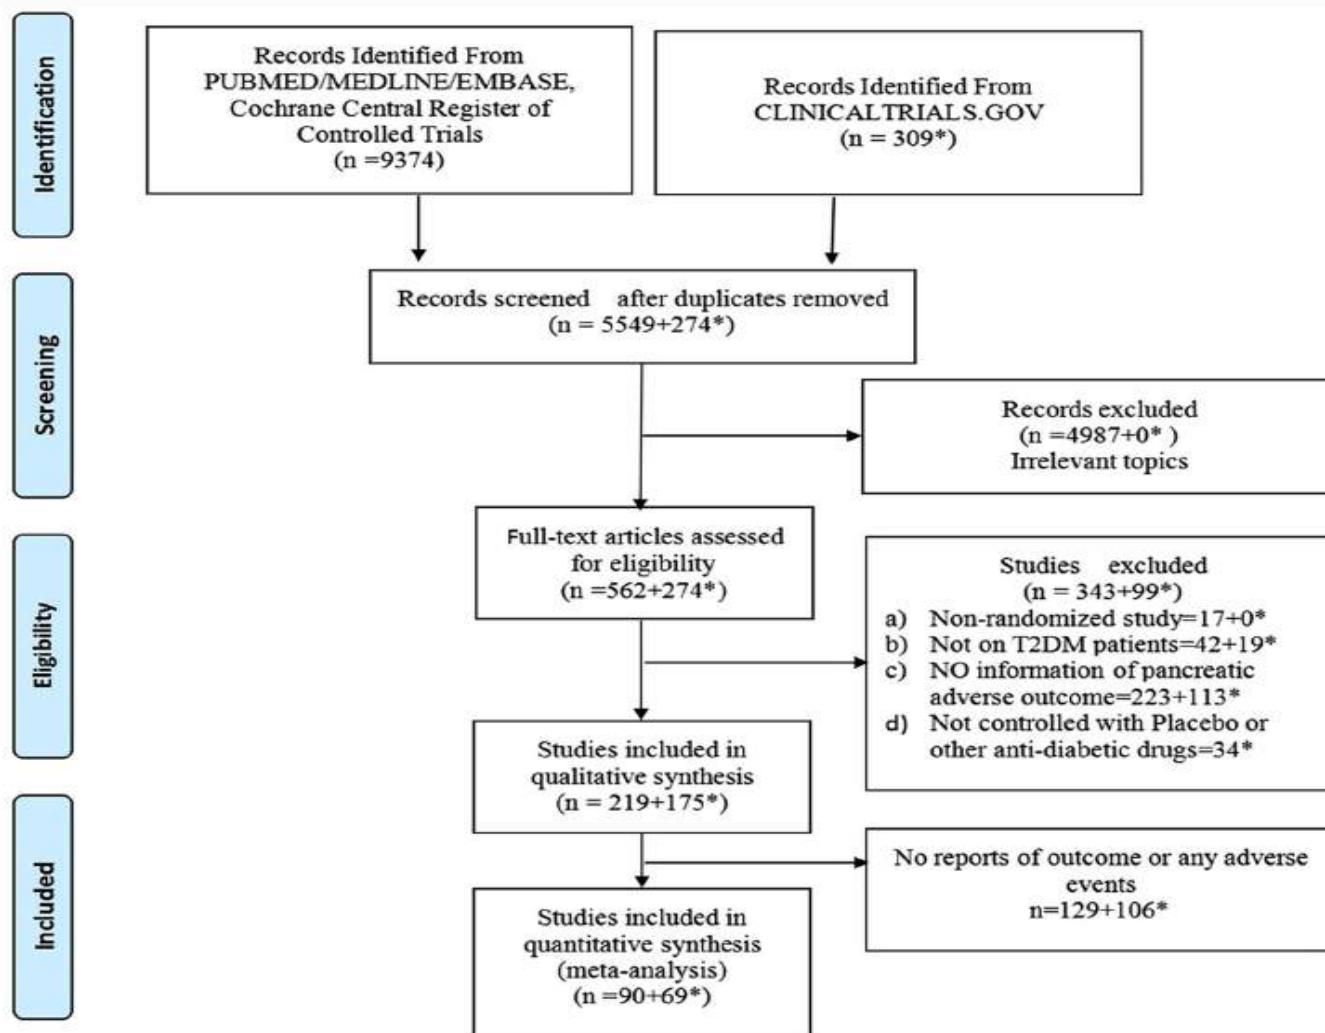 Identification
Records Identified From
PUBMED/MEDLINE/EMBASE,
Cochrane Central Register of
Controlled Trials
(n =9374)
Records Identified From
CLINICALTRIALS.GOV
(n = 309*)
Screening
Records screened after duplicates removed
(n = 5549+274*)
Records excluded
(n =4987+0* )
Irrelevant topics
Eligibility
Full-text articles assessed
for eligibility
(n =562+274*)
Studies excluded
(n = 343+99*)
a) Non-randomized study=17+0*
b) Not on T2DM patients=42+19*
c) NO information of pancreatic
adverse outcome=223+113*
d) Not controlled with Placebo or
other anti-diabetic drugs=34*
Studies included in
qualitative synthesis
(n = 219+175*)
Included
No reports of outcome or any adverse
events
n=129+106*
Studies included in
quantitative synthesis
(meta-analysis)
(n =90+69*)